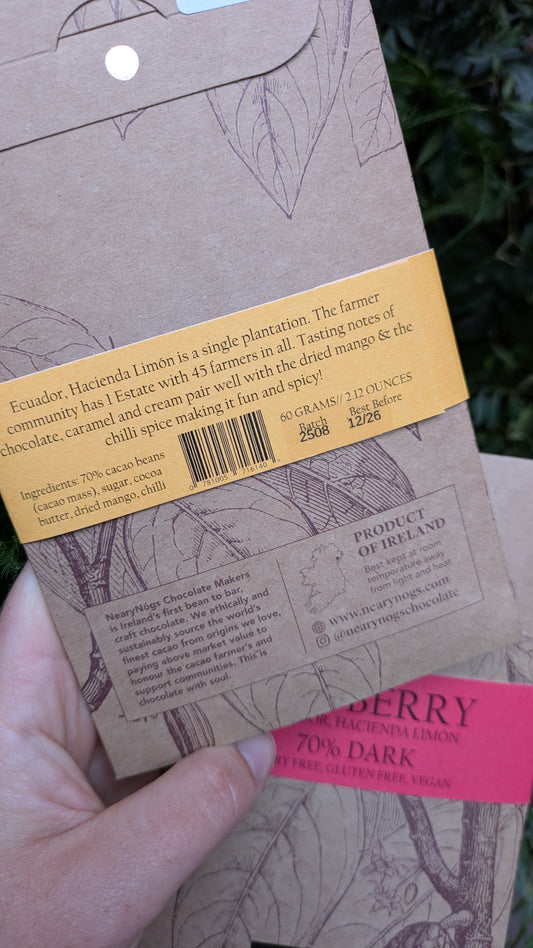 Ecuador, Hacienda Limón is a single plantation. The farmer
community has 1 Estate with 45 farmers in all. Tasting notes of
chocolate, caramel and cream pair well with the dried mango & the
chilli spice making it fun and spicy!
Ingredients: 70% cacao beans
(cacao mass), sugar, cocoa
butter, dried mango, chilli
0 781005 716140
60 GRAMS// 2.12 OUNCES
Batch Best Before
2508 12/26
NearyNógs Chocolate Makers
is Ireland's first bean to bar,
craft chocolate. We ethically and
sustainably source the world's
finest cacao from origins we love,
paying above market value to
honour the cacao farmer's and
support communities. This is
chocolate with soul.
PRODUCT
OF IRELAND
Best kept at room
temperature away
from light and heat
www.nearynogs.com
@nearynogschocolate
BERRY
OR, HACIENDA LIMÓN
70% DARK
RY FREE, GLUTEN FREE, VEGAN